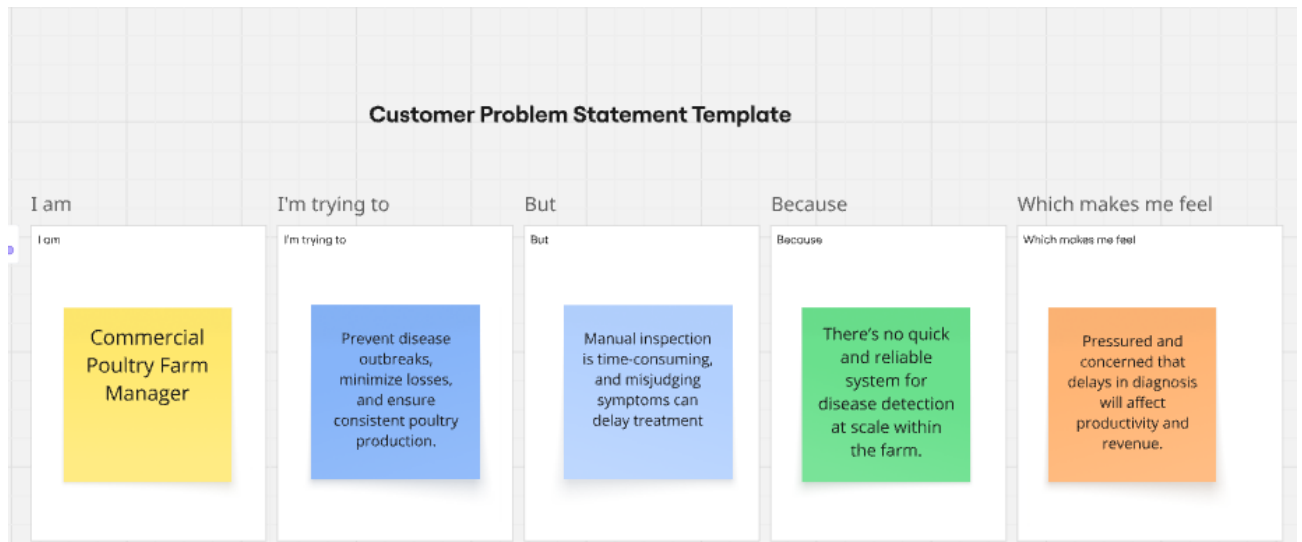 Customer Problem Statement Template
I am
I'm trying to
But
Because
Which makes me feel
I am
I'm trying to
But
Because
Which makes me feel
Commercial
Poultry Farm
Manager
Prevent disease
outbreaks,
minimize losses,
and ensure
consistent poultry
production.
Manual inspection
is time-consuming,
and misjudging
symptoms can
delay treatment
There’s no quick
and reliable
system for
disease detection
at scale within
the farm.
Pressured and
concerned that
delays in diagnosis
will affect
productivity and
revenue.